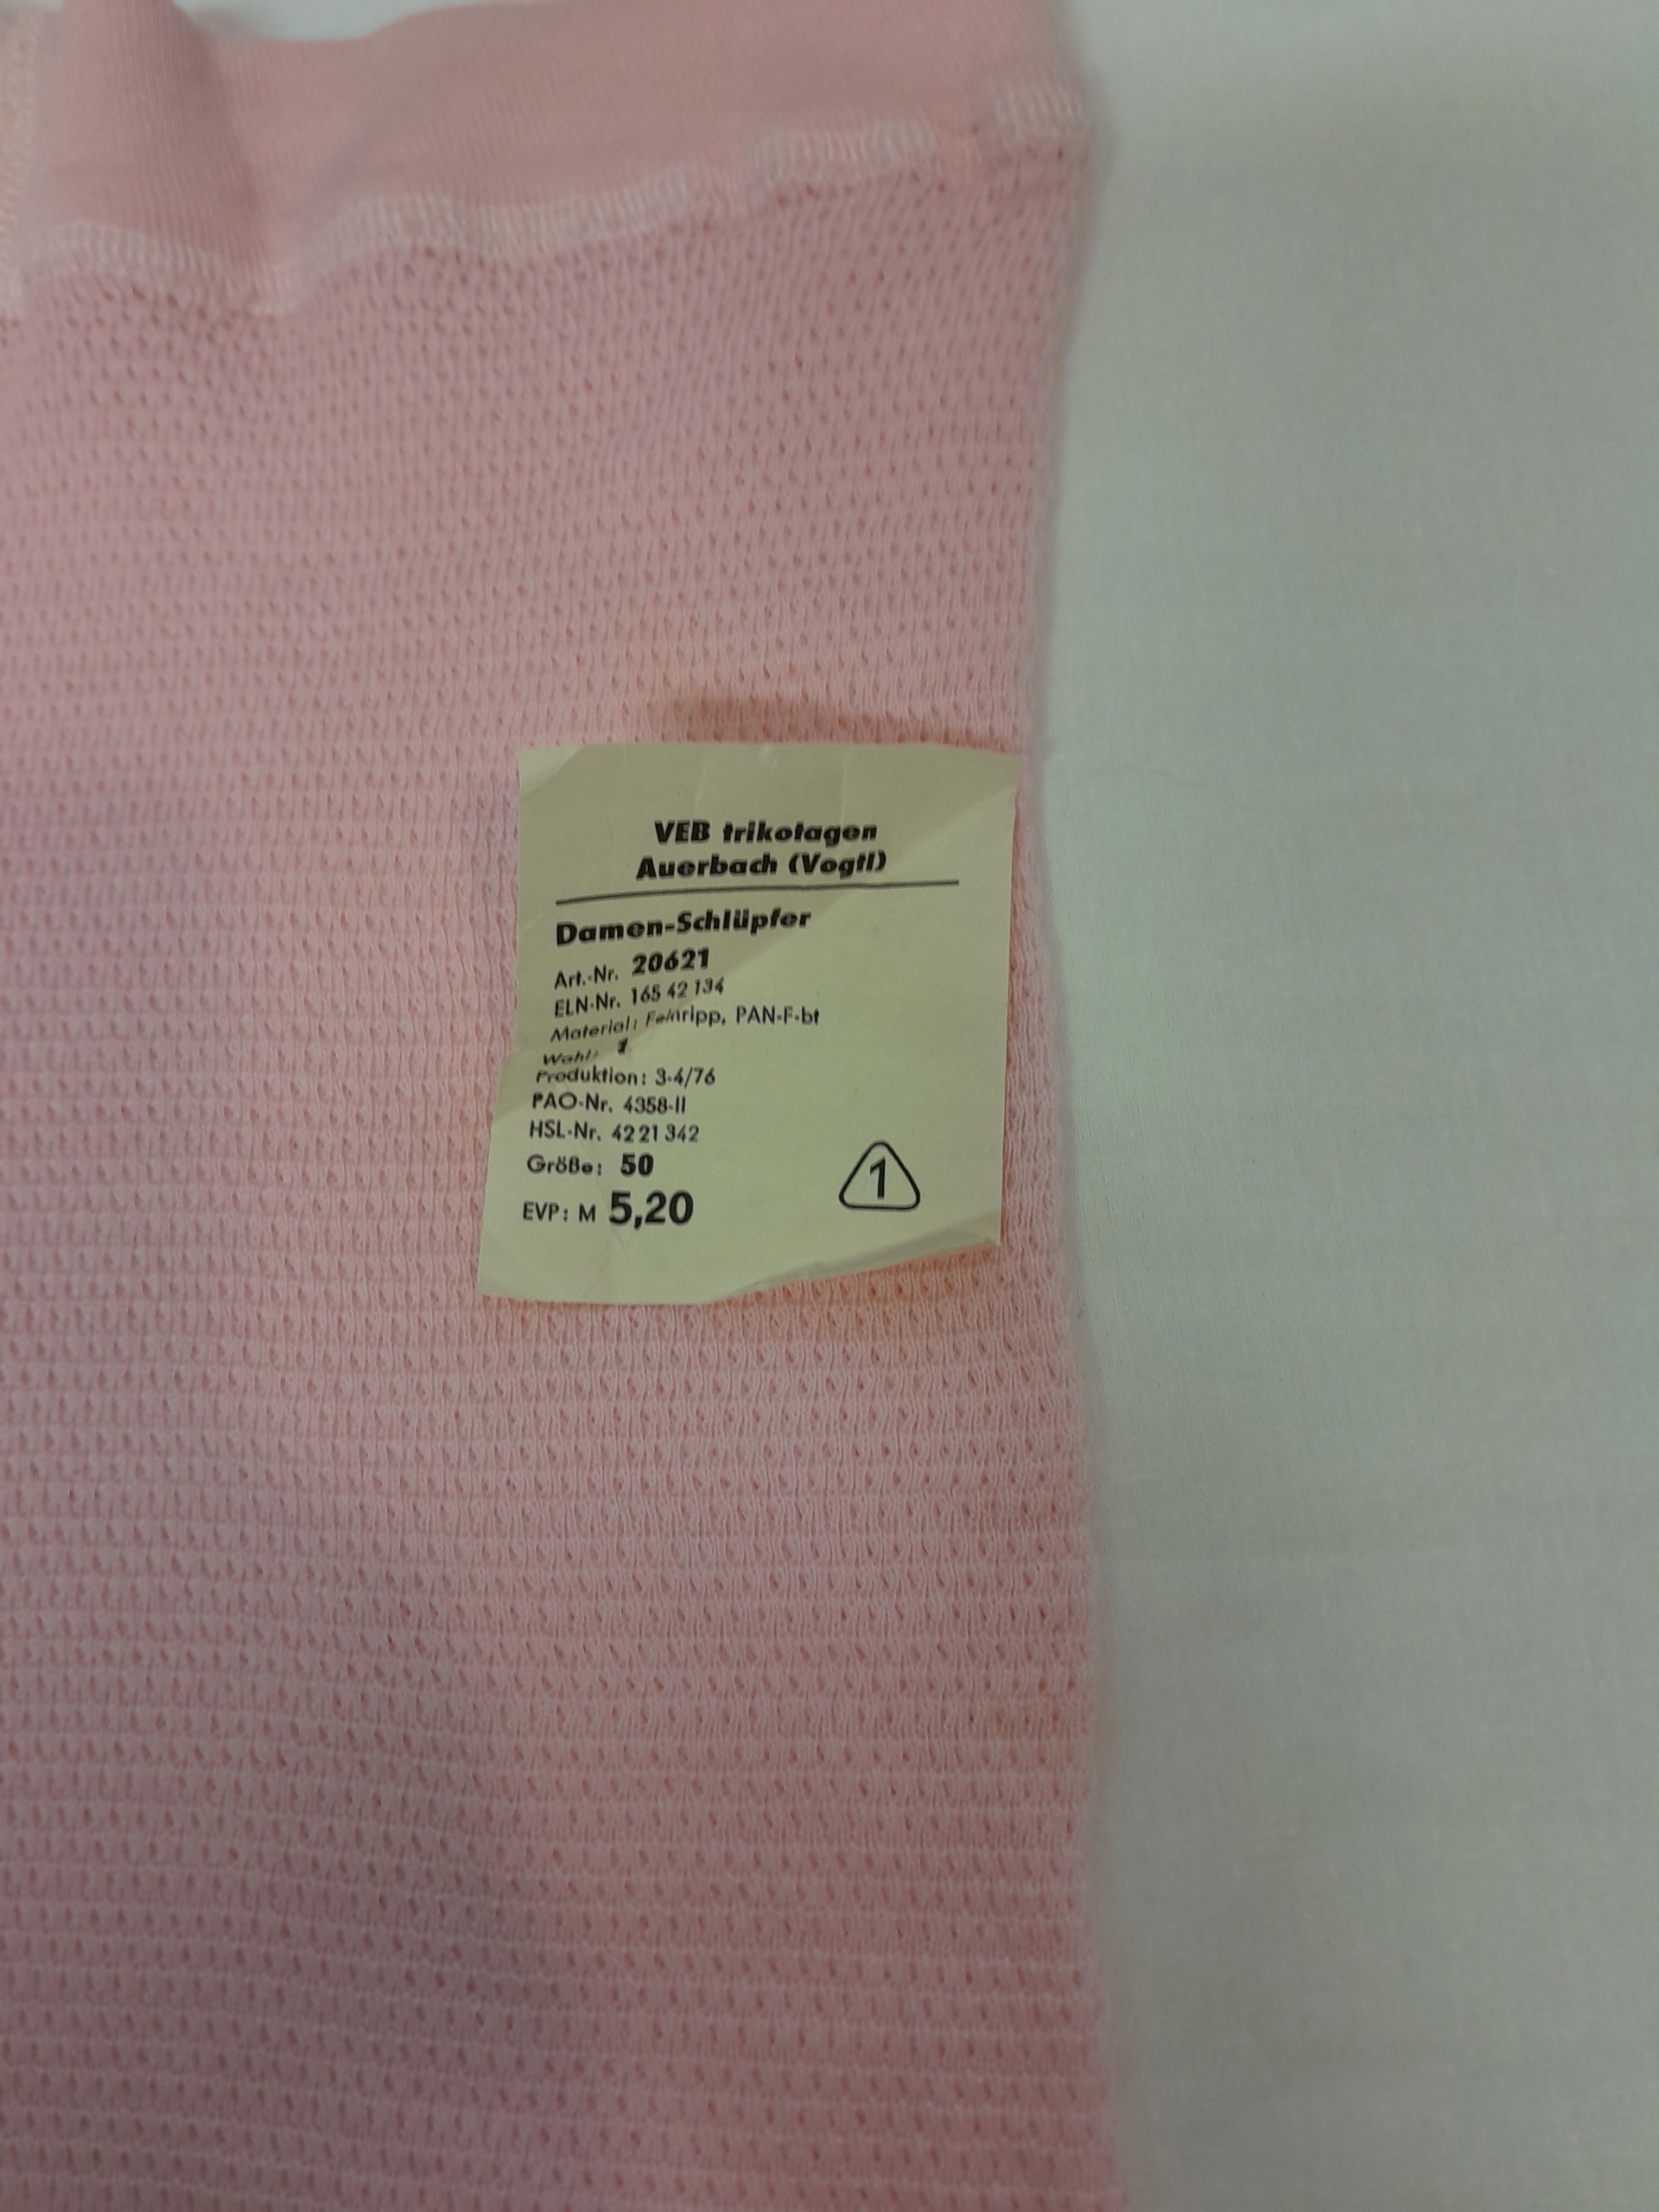 VEB trikotagen
Auerbach (Vogtl)
Damen-Schlüpfer
Art.-Nr. 20621
ELN-Nr. 165 42 134
Material: Feinripp, PAN-F-bt
Wahl: 1
Produktion: 3-4/76
PAO-Nr. 4358-II
HSL-Nr. 42 21 342
Größe: 50
EVP: M 5,20
1